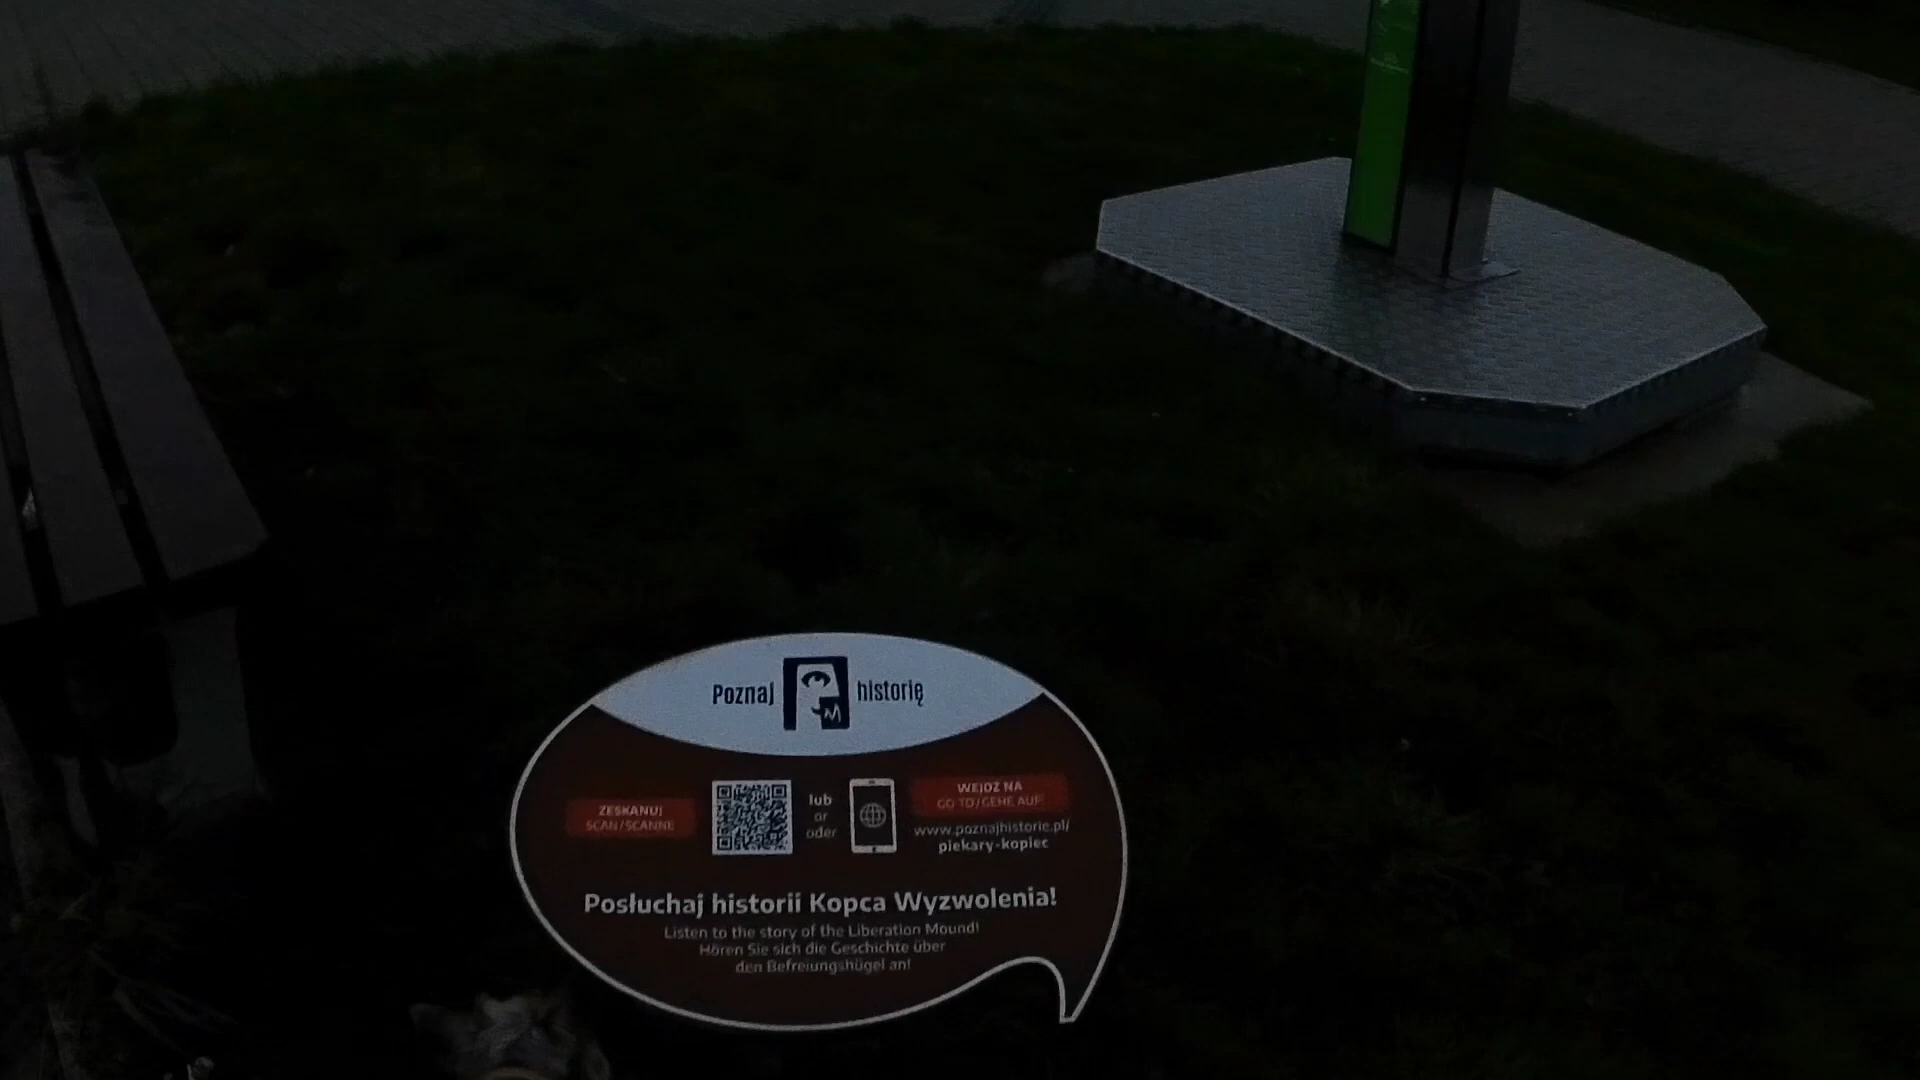 Poznaj historię
ZESKANUJ
SCAN/SCANNE
lub
or
oder
WEJDŹ NA
GO TO/GEHE AUF:
www.poznajhistorie.pl/
piekary-kopiec
Posłuchaj historii Kopca Wyzwolenia!
Listen to the story of the Liberation Mound!
Hören Sie sich die Geschichte über
den Befreiungshügel an!